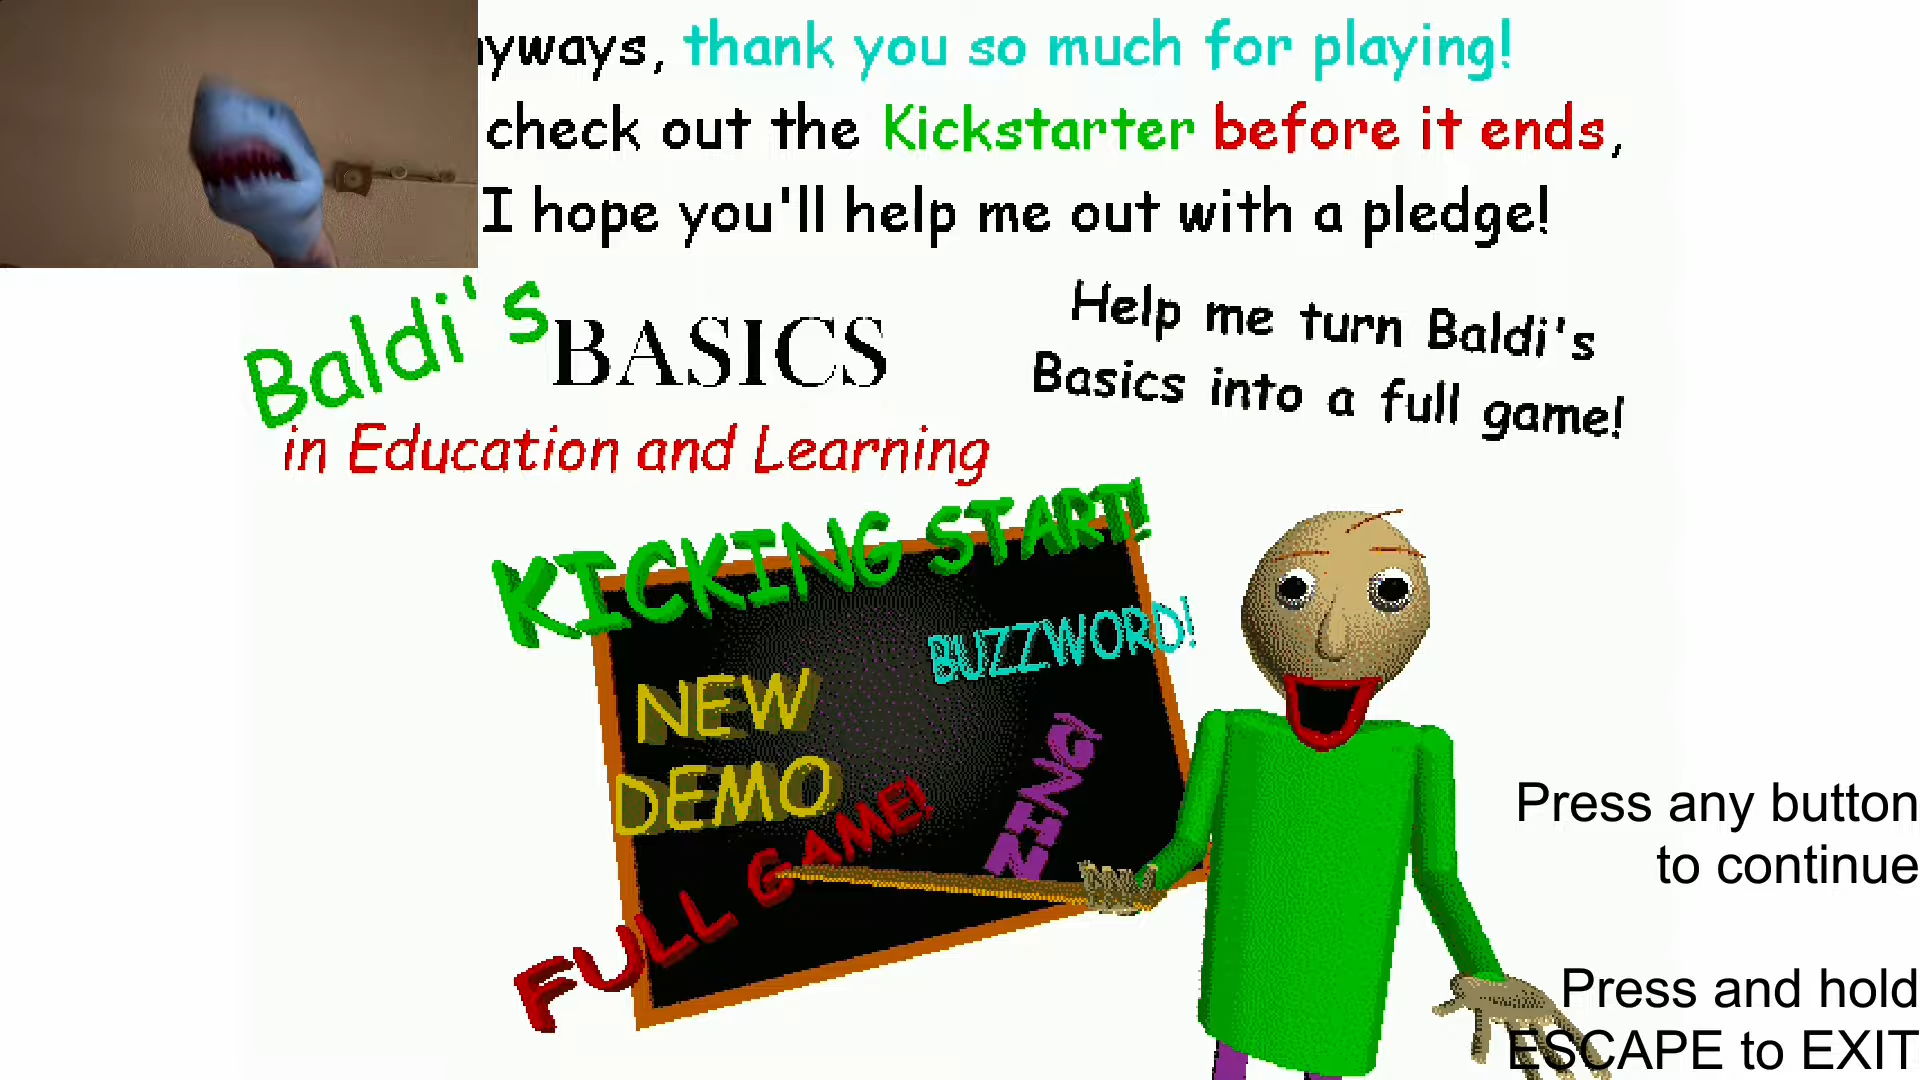 yways, thank you so much for playing!
check out the Kickstarter before it ends,
I hope you'll help me out with a pledge!
Baldi's BASICS
in Education and Learning
Help me turn Baldi's
Basics into a full game!
KICKING START!
BUZZWORD!
NEW
DEMO
ZING!
FULL GAME!
Press any button
to continue
Press and hold
ESCAPE to EXIT